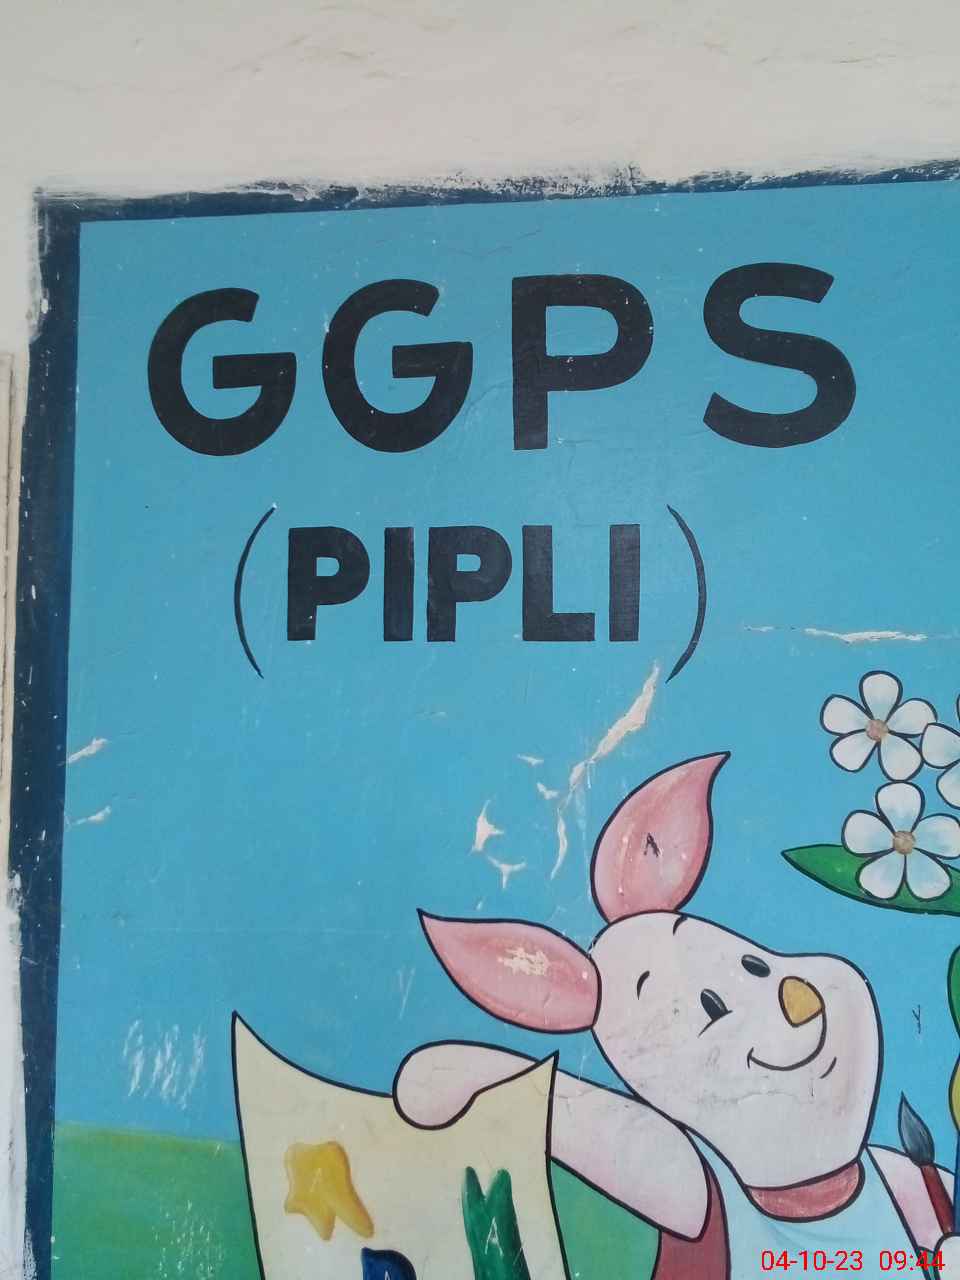 GGPS
(PIPLI)
04-10-23 09:44